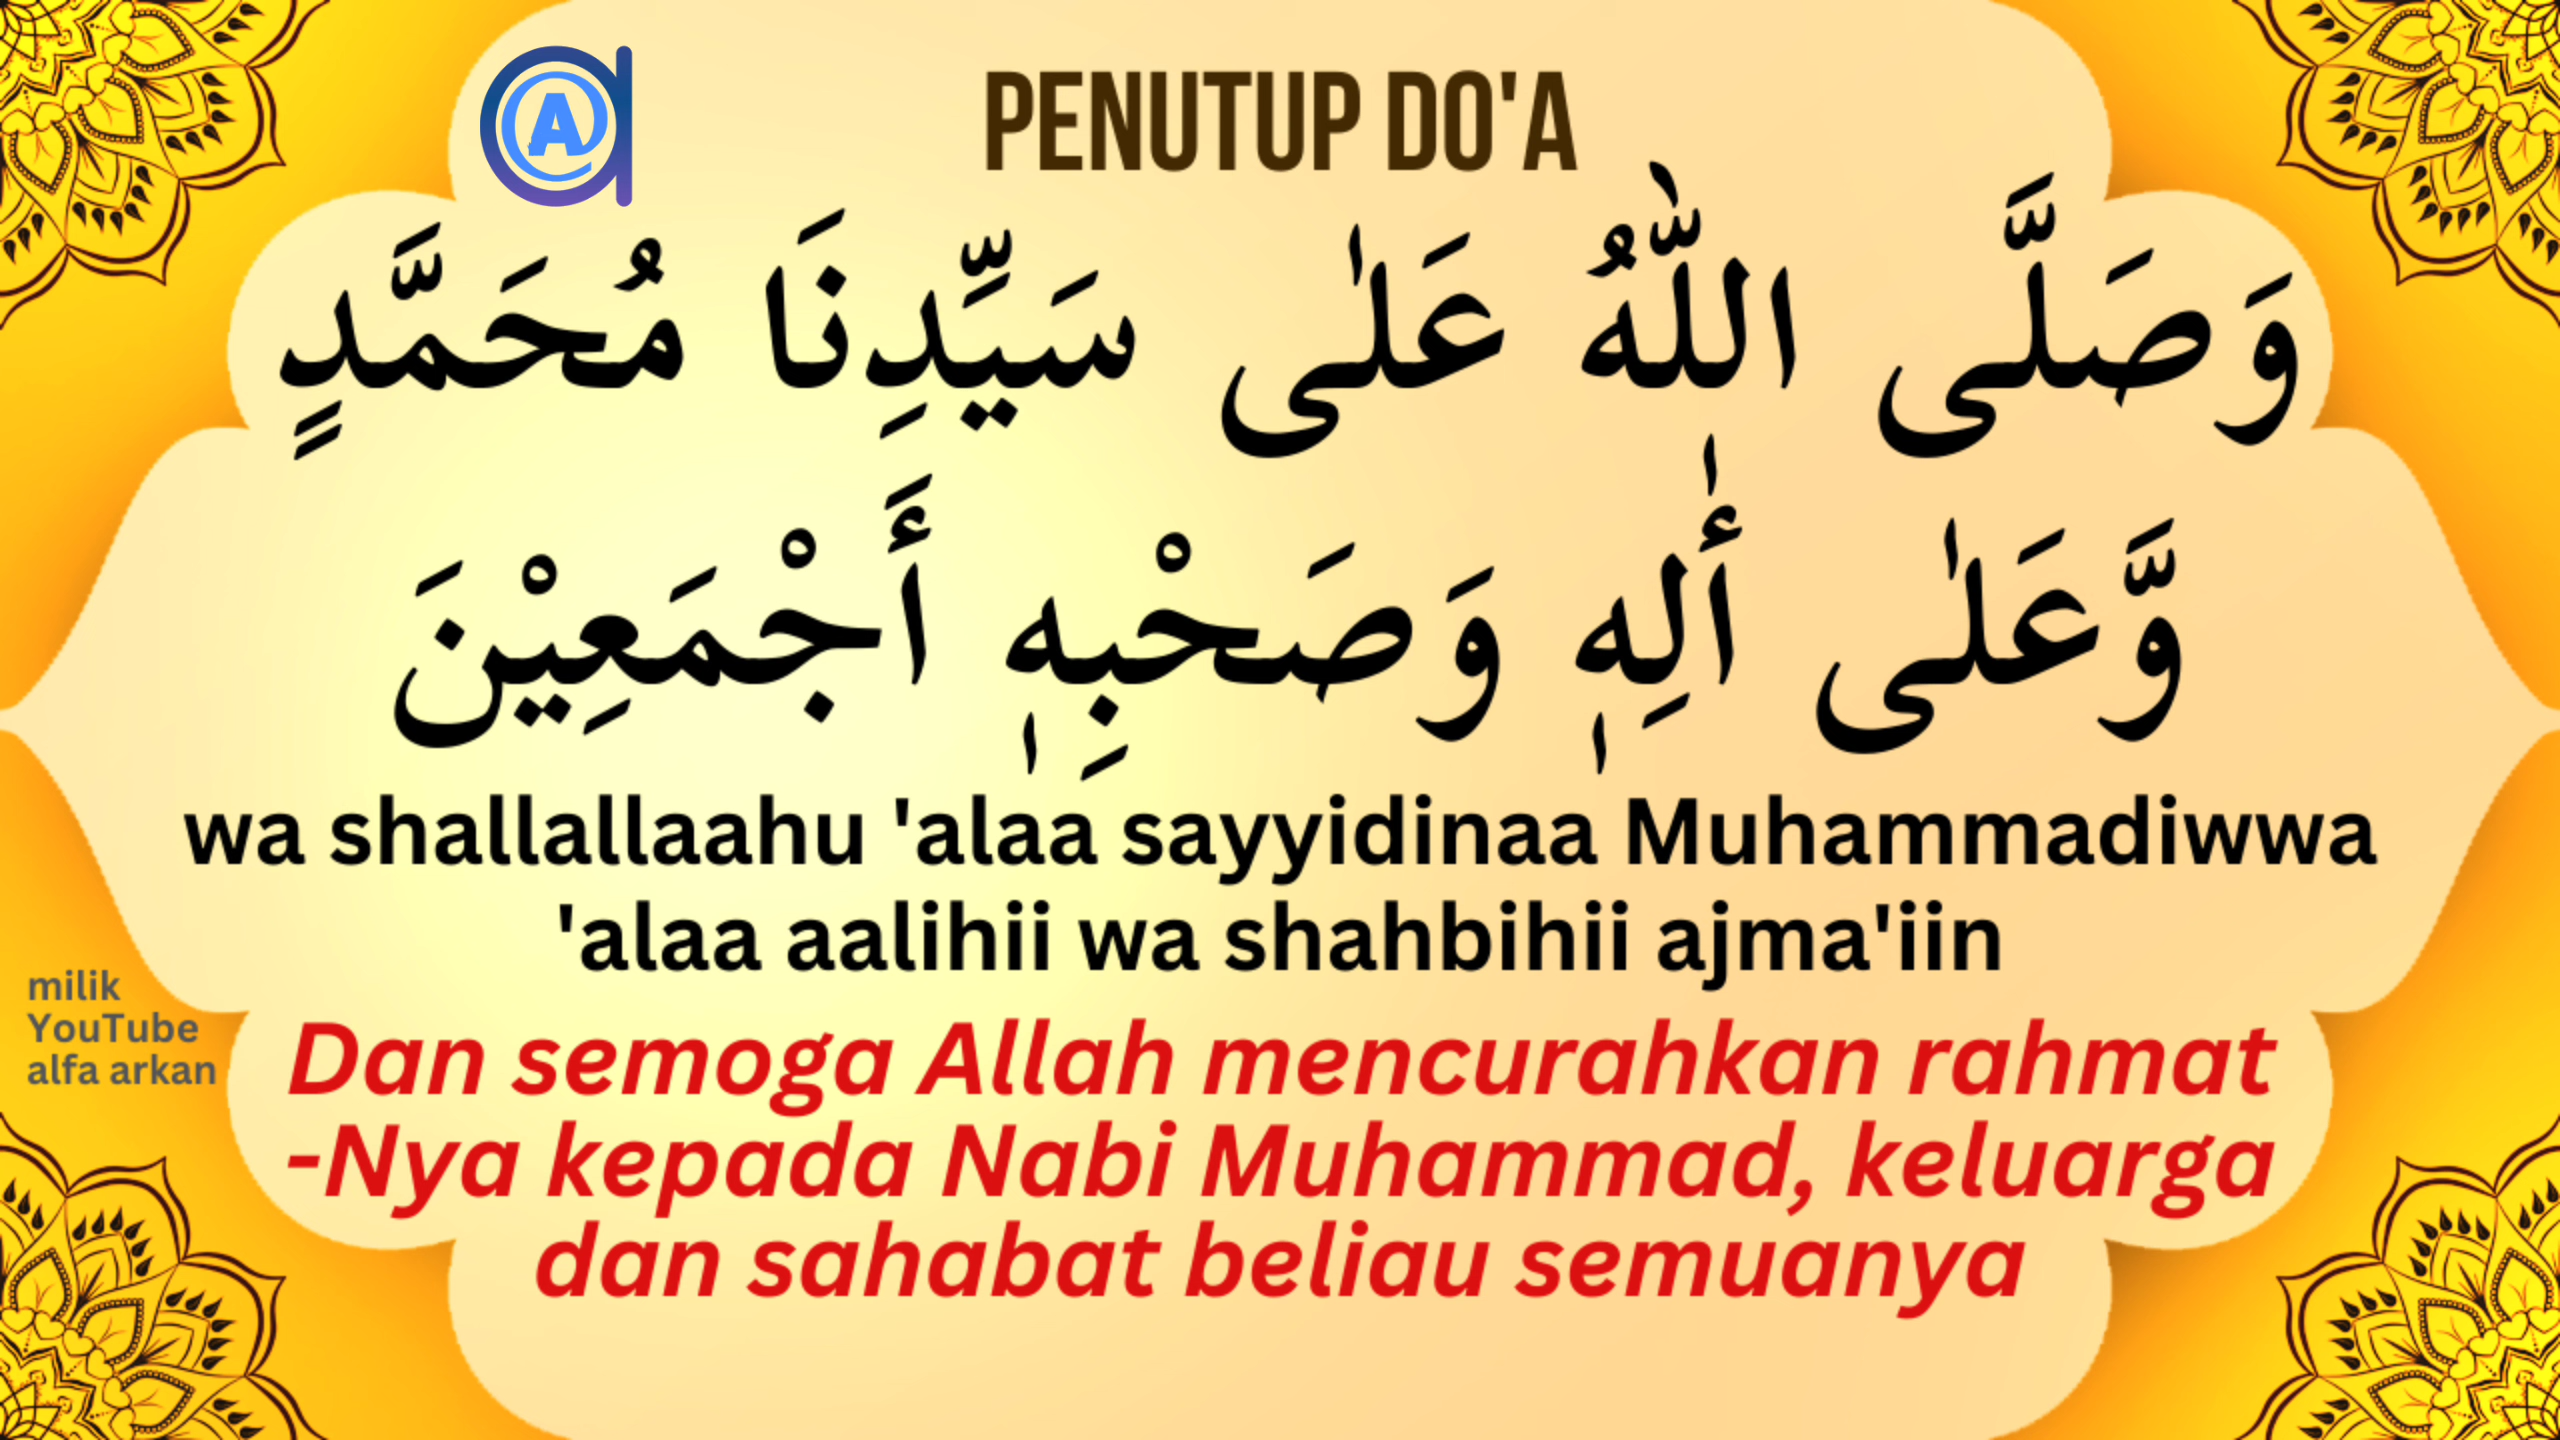 PENUTUP DO'A
وَصَلَّى اللّٰهُ عَلٰى سَيِّدِنَا مُحَمَّدٍ
وَّعَلٰى أٰلِهٖ وَصَحْبِهٖ أَجْمَعِيْنَ
wa shallallaahu 'alaa sayyidinaa Muhammadiwwa
'alaa aalihii wa shahbihii ajma'iin
Dan semoga Allah mencurahkan rahmat
-Nya kepada Nabi Muhammad, keluarga
dan sahabat beliau semuanya
milik
YouTube
alfa arkan
A